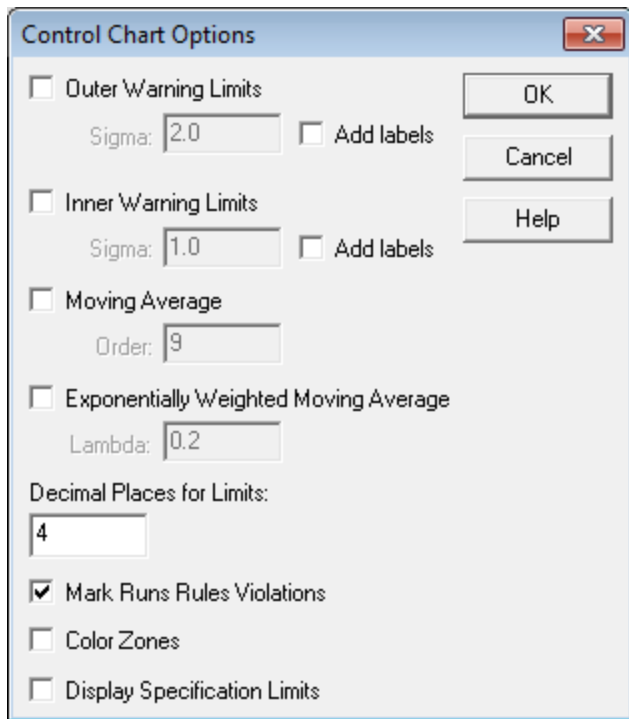 Control Chart Options
Outer Warning Limits
OK
Sigma: 2.0 Add labels
Cancel
Inner Warning Limits
Help
Sigma: 1.0 Add labels
Moving Average
Order: 9
Exponentially Weighted Moving Average
Lambda: 0.2
Decimal Places for Limits:
4
Mark Runs Rules Violations
Color Zones
Display Specification Limits